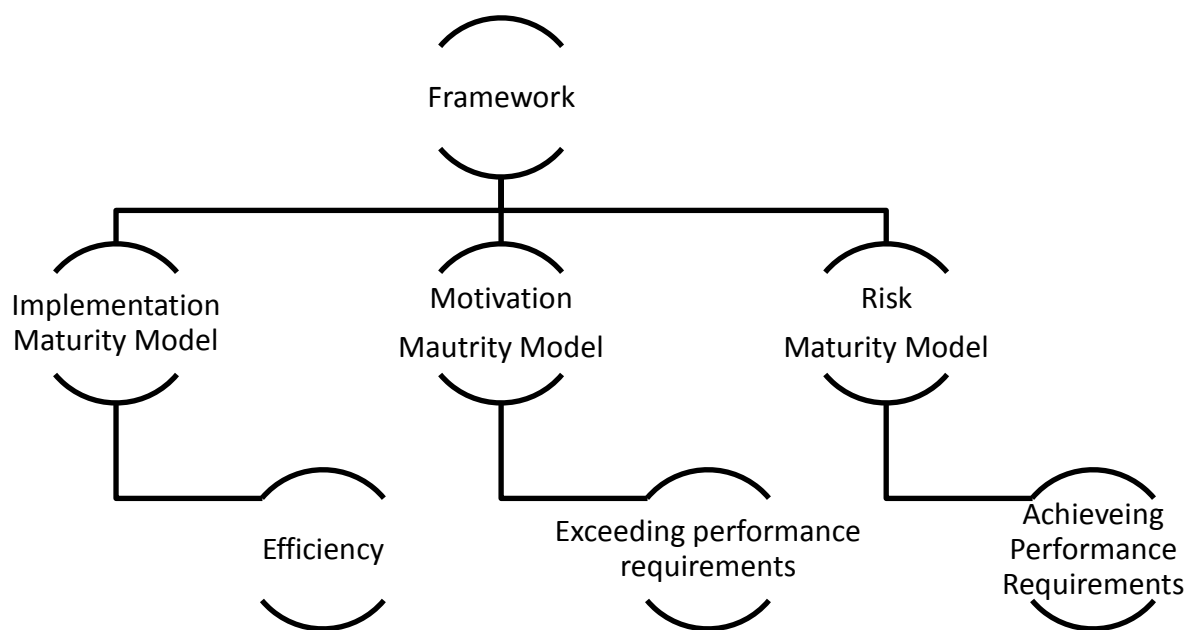 Framework
Implementation
Maturity Model
Motivation
Mautrity Model
Risk
Maturity Model
Efficiency
Exceeding performance
requirements
Achieveing
Performance
Requirements